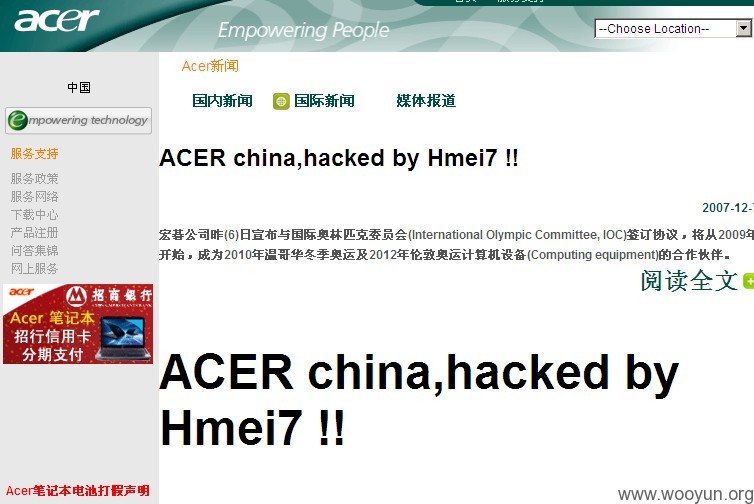 acer
Empowering People
--Choose Location--
中国
empowering technology
服务支持
服务政策
服务网络
下载中心
产品注册
问答集锦
网上服务
acer 招商银行
Acer 笔记本
招行信用卡
分期支付
Acer笔记本电池打假声明
Acer新闻
国内新闻 国际新闻 媒体报道
ACER china,hacked by Hmei7 !!
2007-12-
宏碁公司昨(6)日宣布与国际奥林匹克委员会(International Olympic Committee, IOC)签订协议，将从2009年
开始，成为2010年温哥华冬季奥运及2012年伦敦奥运计算机设备(Computing equipment)的合作伙伴。
阅读全文
ACER china,hacked by
Hmei7 !!
www.wooyun.org